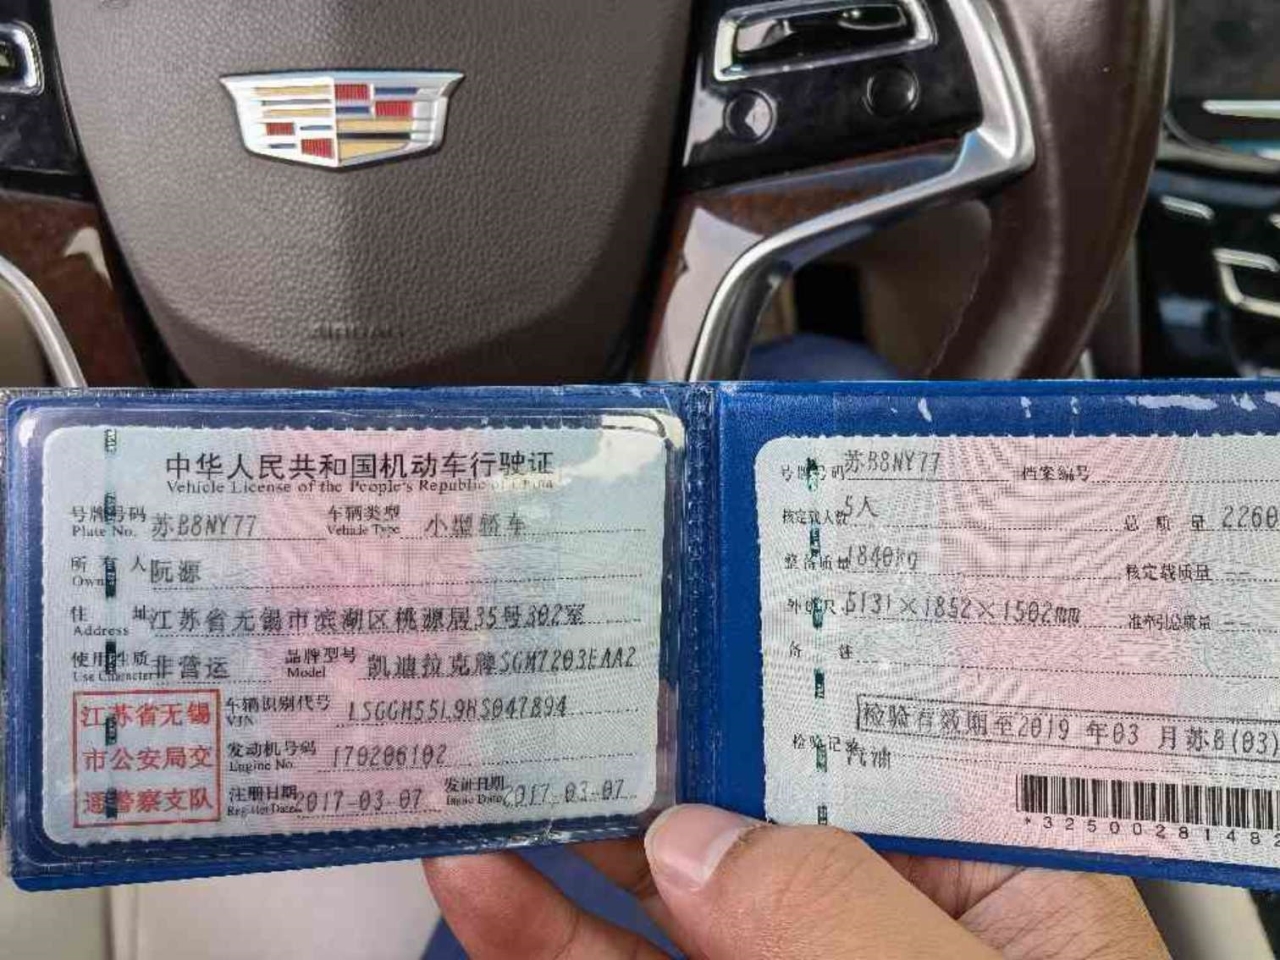 AIRBAG
中华人民共和国机动车行驶证
Vehicle License of the People's Republic of China
号牌号码 苏B8NY77 车辆类型 小型轿车
Plate No. Vehicle Type
所有人 阮源
Owner
住址 江苏省无锡市滨湖区桃源居35号302室
Address
使用性质 非营运 品牌型号 凯迪拉克牌SGM7203EAA2
Use Character Model
江苏省无锡
市公安局交
通警察支队
车辆识别代号 LSGGH55L9HS047894
VIN
发动机号码 170206102
Engine No.
注册日期 2017-03-07 发证日期 2017-03-07
Register Date Issue Date
号牌号码 苏B8NY77 档案编号
核定载人数 5人 总质量 2260
整备质量 1840kg 核定载质量 --
外廓尺寸 5131×1852×1502mm 准牵引总质量 --
备注
检验有效期至2019年03月苏B(03)
检验记录 汽油
*32500281482